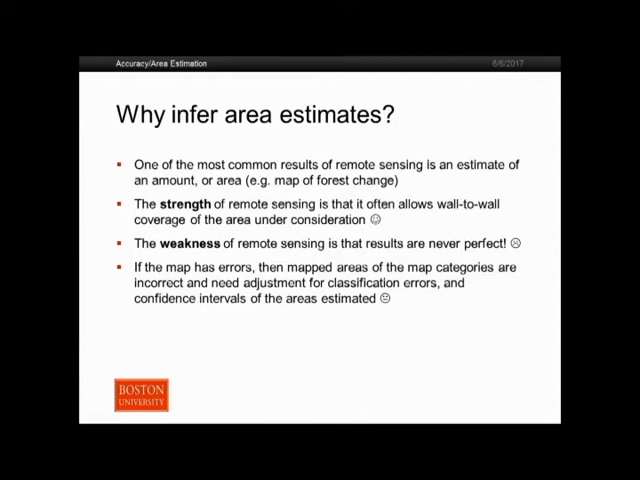 Accuracy/Area Estimation 6/6/2017
Why infer area estimates?
▪ One of the most common results of remote sensing is an estimate of
an amount, or area (e.g. map of forest change)
▪ The strength of remote sensing is that it often allows wall-to-wall
coverage of the area under consideration ☺
▪ The weakness of remote sensing is that results are never perfect! ☹
▪ If the map has errors, then mapped areas of the map categories are
incorrect and need adjustment for classification errors, and
confidence intervals of the areas estimated 😐
BOSTON
UNIVERSITY